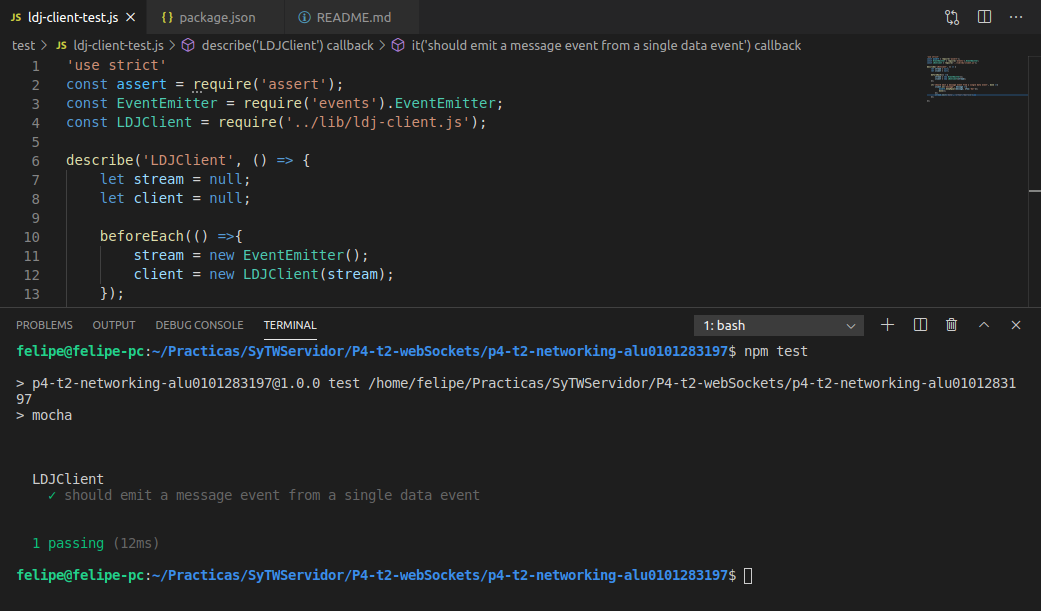 JS ldj-client-test.js
{ } package.json
README.md
test > JS ldj-client-test.js > describe('LDJClient') callback > it('should emit a message event from a single data event') callback
1 'use strict'
2 const assert = require('assert');
3 const EventEmitter = require('events').EventEmitter;
4 const LDJClient = require('../lib/ldj-client.js');
5
6 describe('LDJClient', () => {
7 let stream = null;
8 let client = null;
9
10 beforeEach(() =>{
11 stream = new EventEmitter();
12 client = new LDJClient(stream);
13 });
PROBLEMS OUTPUT DEBUG CONSOLE TERMINAL 1: bash
felipe@felipe-pc:~/Practicas/SyTWServidor/P4-t2-webSockets/p4-t2-networking-alu0101283197$ npm test
> p4-t2-networking-alu0101283197@1.0.0 test /home/felipe/Practicas/SyTWServidor/P4-t2-webSockets/p4-t2-networking-alu01012831
97
> mocha
LDJClient
✓ should emit a message event from a single data event
1 passing (12ms)
felipe@felipe-pc:~/Practicas/SyTWServidor/P4-t2-webSockets/p4-t2-networking-alu0101283197$